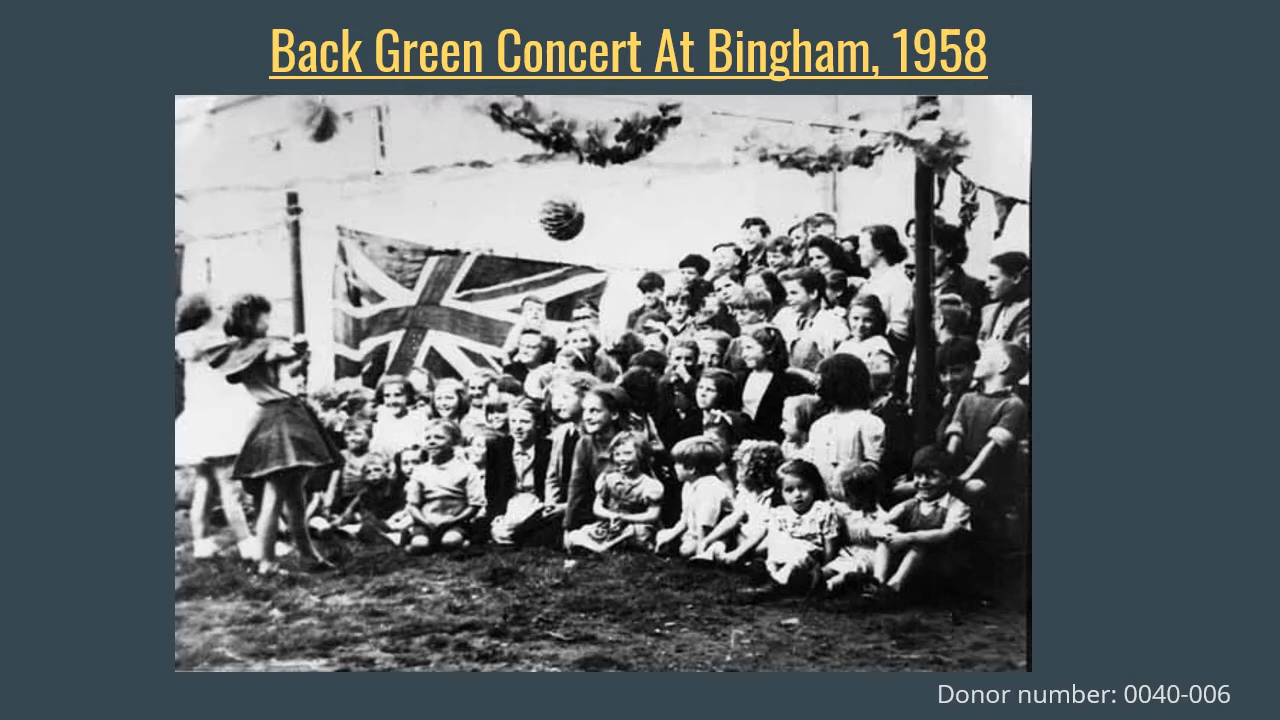 Back Green Concert At Bingham, 1958
Donor number: 0040-006